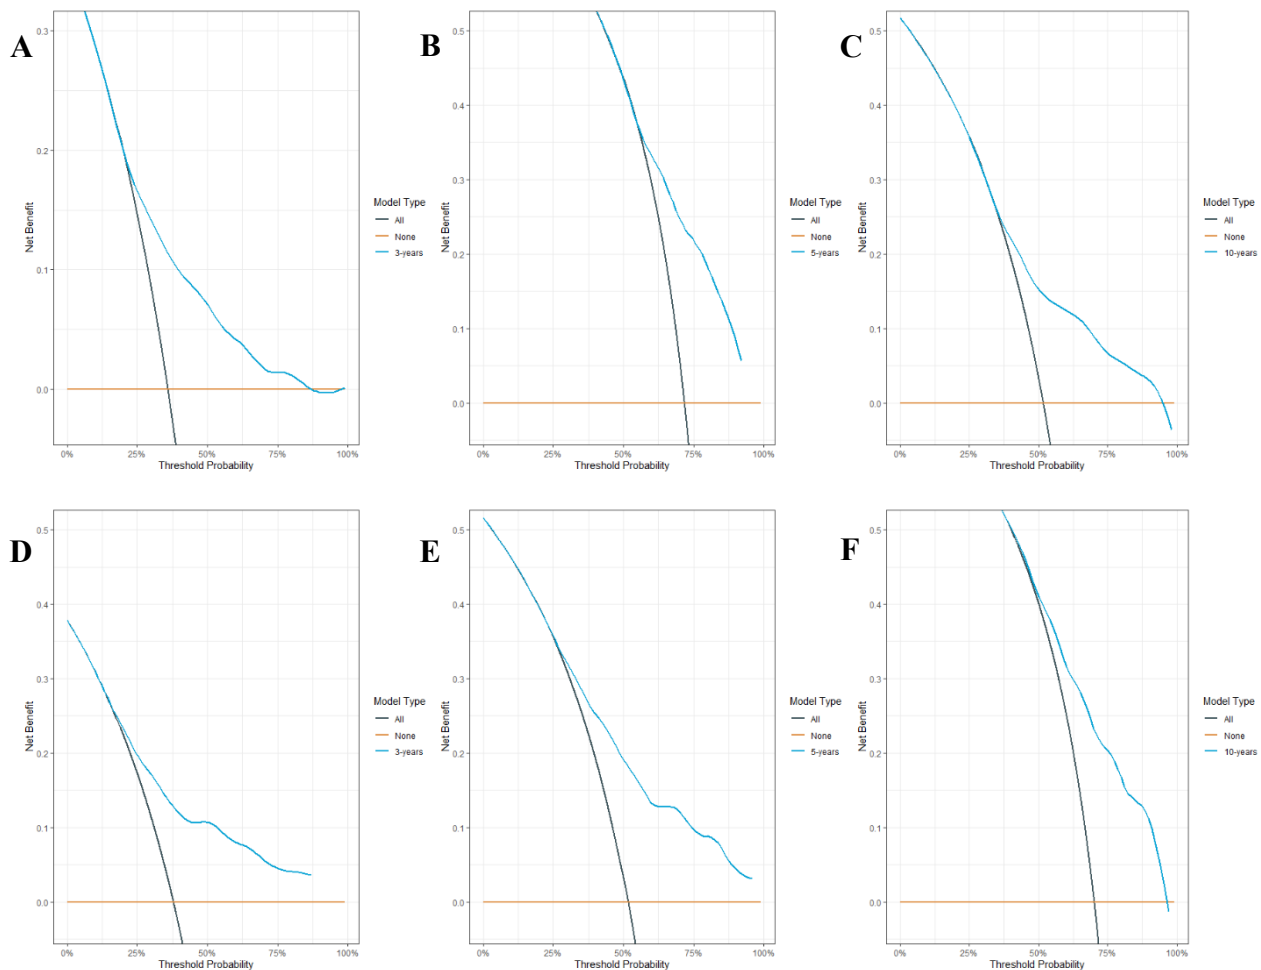 A
Net Benefit
0.3
0.2
0.1
0.0
0% 25% 50% 75% 100%
Threshold Probability
Model Type
All
None
3-years
B
Net Benefit
0.5
0.4
0.3
0.2
0.1
0.0
0% 25% 50% 75% 100%
Threshold Probability
Model Type
All
None
5-years
C
Net Benefit
0.5
0.4
0.3
0.2
0.1
0.0
0% 25% 50% 75% 100%
Threshold Probability
Model Type
All
None
10-years
D
Net Benefit
0.5
0.4
0.3
0.2
0.1
0.0
0% 25% 50% 75% 100%
Threshold Probability
Model Type
All
None
3-years
E
Net Benefit
0.5
0.4
0.3
0.2
0.1
0.0
0% 25% 50% 75% 100%
Threshold Probability
Model Type
All
None
5-years
F
Net Benefit
0.5
0.4
0.3
0.2
0.1
0.0
0% 25% 50% 75% 100%
Threshold Probability
Model Type
All
None
10-years